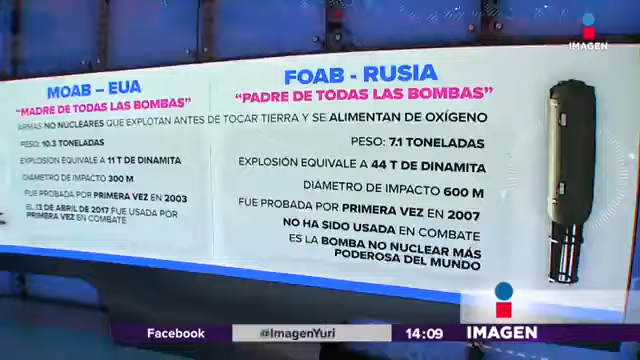 IMAGEN
MOAB – EUA
"MADRE DE TODAS LAS BOMBAS"
FOAB - RUSIA
"PADRE DE TODAS LAS BOMBAS"
ARMAS NO NUCLEARES QUE EXPLOTAN ANTES DE TOCAR TIERRA Y SE ALIMENTAN DE OXÍGENO
PESO: 10.3 TONELADAS
EXPLOSIÓN EQUIVALE A 11 T DE DINAMITA
DIÁMETRO DE IMPACTO 300 M
FUE PROBADA POR PRIMERA VEZ EN 2003
EL 13 DE ABRIL DE 2017 FUE USADA POR
PRIMERA VEZ EN COMBATE
PESO: 7.1 TONELADAS
EXPLOSIÓN EQUIVALE A 44 T DE DINAMITA
DIÁMETRO DE IMPACTO 600 M
FUE PROBADA POR PRIMERA VEZ EN 2007
NO HA SIDO USADA EN COMBATE
ES LA BOMBA NO NUCLEAR MÁS
PODEROSA DEL MUNDO
Facebook
@ImagenYuri
14:09
IMAGEN